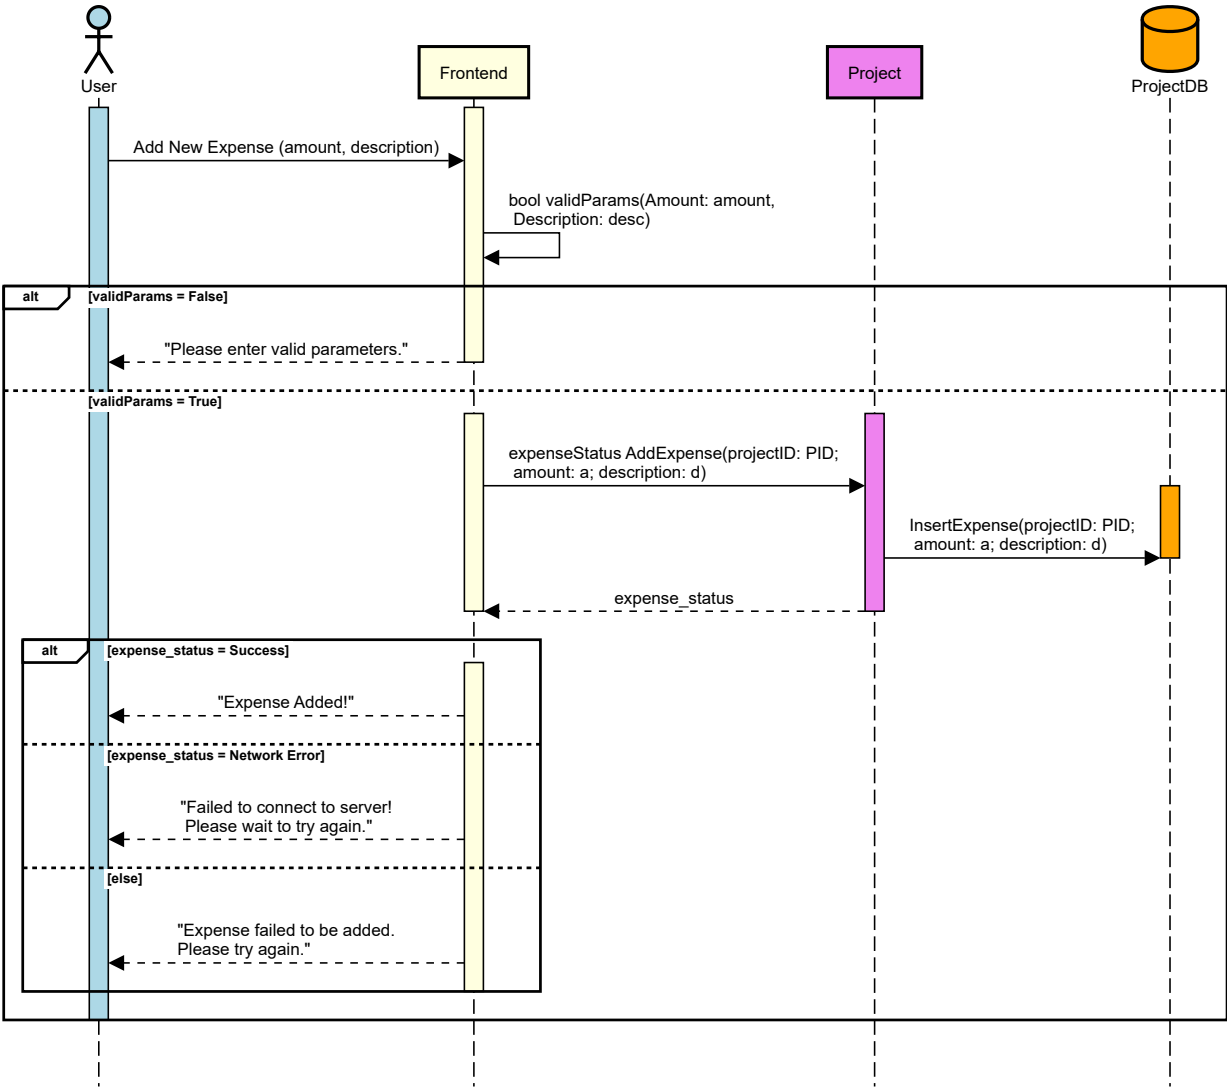 User
Frontend
Project
ProjectDB
Add New Expense (amount, description)
bool validParams(Amount: amount,
Description: desc)
alt
[validParams = False]
"Please enter valid parameters."
[validParams = True]
expenseStatus AddExpense(projectID: PID;
amount: a; description: d)
InsertExpense(projectID: PID;
amount: a; description: d)
expense_status
alt
[expense_status = Success]
"Expense Added!"
[expense_status = Network Error]
"Failed to connect to server!
Please wait to try again."
[else]
"Expense failed to be added.
Please try again."